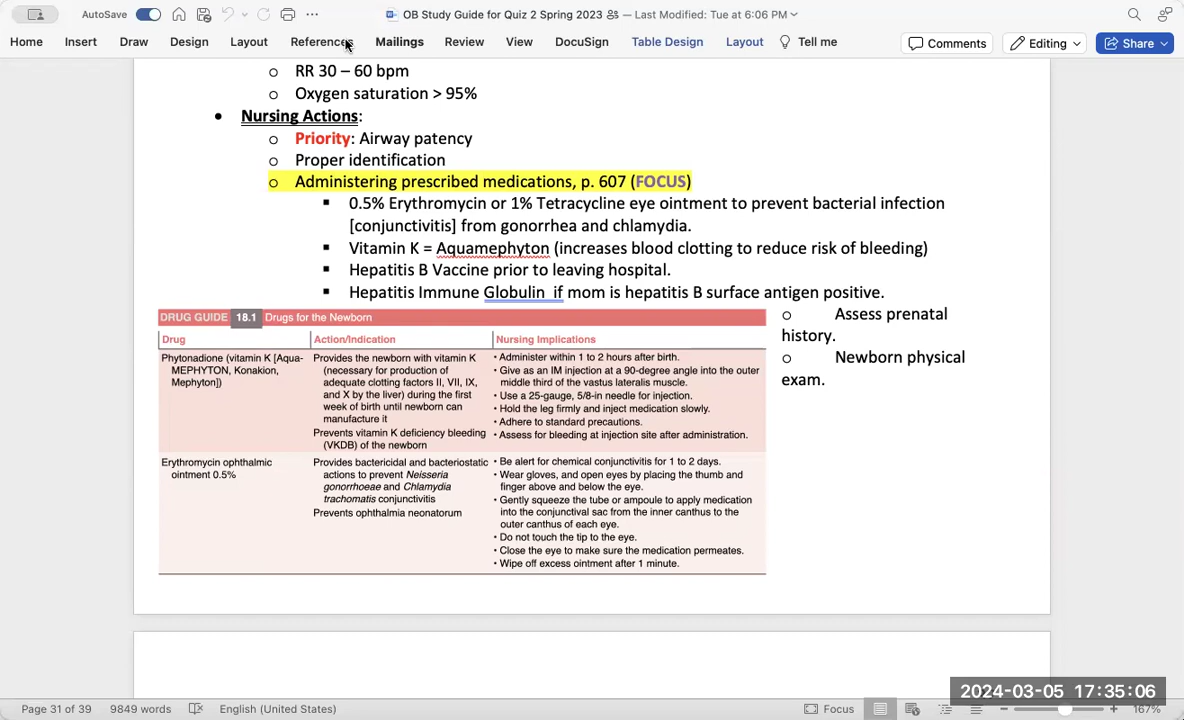 AutoSave
OB Study Guide for Quiz 2 Spring 2023 — Last Modified: Tue at 6:06 PM
Home Insert Draw Design Layout References Mailings Review View DocuSign Table Design Layout Tell me Comments Editing Share
o RR 30 – 60 bpm
o Oxygen saturation > 95%
• Nursing Actions:
o Priority: Airway patency
o Proper identification
o Administering prescribed medications, p. 607 (FOCUS)
▪ 0.5% Erythromycin or 1% Tetracycline eye ointment to prevent bacterial infection
[conjunctivitis] from gonorrhea and chlamydia.
▪ Vitamin K = Aquamephyton (increases blood clotting to reduce risk of bleeding)
▪ Hepatitis B Vaccine prior to leaving hospital.
▪ Hepatitis Immune Globulin if mom is hepatitis B surface antigen positive.
DRUG GUIDE 18.1 Drugs for the Newborn
Drug Action/Indication Nursing Implications
Phytonadione (vitamin K [Aqua-
MEPHYTON, Konakion,
Mephyton])
Provides the newborn with vitamin K
(necessary for production of
adequate clotting factors II, VII, IX,
and X by the liver) during the first
week of birth until newborn can
manufacture it
Prevents vitamin K deficiency bleeding
(VKDB) of the newborn
• Administer within 1 to 2 hours after birth.
• Give as an IM injection at a 90-degree angle into the outer
middle third of the vastus lateralis muscle.
• Use a 25-gauge, 5/8-in needle for injection.
• Hold the leg firmly and inject medication slowly.
• Adhere to standard precautions.
• Assess for bleeding at injection site after administration.
Erythromycin ophthalmic
ointment 0.5%
Provides bactericidal and bacteriostatic
actions to prevent Neisseria
gonorrhoeae and Chlamydia
trachomatis conjunctivitis
Prevents ophthalmia neonatorum
• Be alert for chemical conjunctivitis for 1 to 2 days.
• Wear gloves, and open eyes by placing the thumb and
finger above and below the eye.
• Gently squeeze the tube or ampoule to apply medication
into the conjunctival sac from the inner canthus to the
outer canthus of each eye.
• Do not touch the tip to the eye.
• Close the eye to make sure the medication permeates.
• Wipe off excess ointment after 1 minute.
o Assess prenatal
history.
o Newborn physical
exam.
2024-03-05 17:35:06
Page 31 of 39 9849 words English (United States) Focus 167%